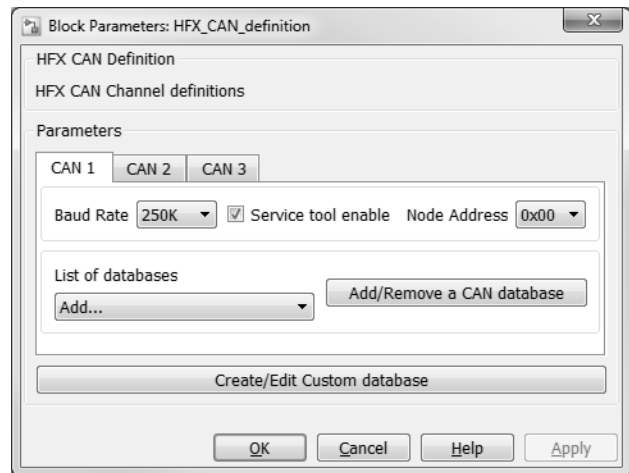 Block Parameters: HFX_CAN_definition
HFX CAN Definition
HFX CAN Channel definitions
Parameters
CAN 1 CAN 2 CAN 3
Baud Rate 250K Service tool enable Node Address 0x00
List of databases
Add... Add/Remove a CAN database
Create/Edit Custom database
OK Cancel Help Apply